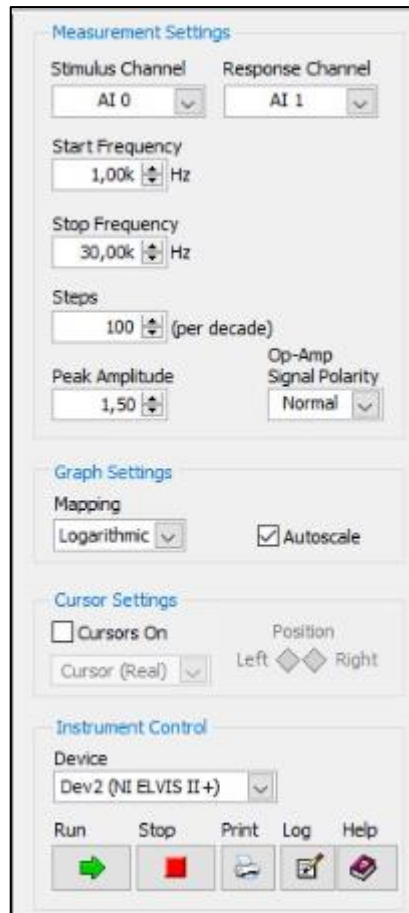 Measurement Settings
Stimulus Channel Response Channel
AI 0 AI 1
Start Frequency
1,00k Hz
Stop Frequency
30,00k Hz
Steps
100 (per decade)
Op-Amp
Peak Amplitude Signal Polarity
1,50 Normal
Graph Settings
Mapping
Logarithmic Autoscale
Cursor Settings
Cursors On Position
Cursor (Real) Left Right
Instrument Control
Device
Dev2 (NI ELVIS II+)
Run Stop Print Log Help